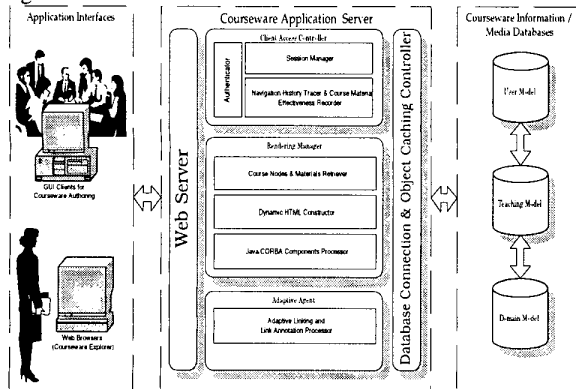 Application Interfaces
GUI Clients for
Courseware Authoring
Web Browsers
(Courseware Explorer)
Courseware Application Server
Web Server
Client Access Controller
Authenticator
Session Manager
Navigation History Tracer & Course Material
Effectiveness Recorder
Rendering Manager
Course Nodes & Materials Retriever
Dynamic HTML Constructor
Java CORBA Components Processor
Adaptive Agent
Adaptive Linking and
Link Annotation Processor
Database Connection & Object Caching Controller
Courseware Information /
Media Databases
User Model
Teaching Model
Domain Model